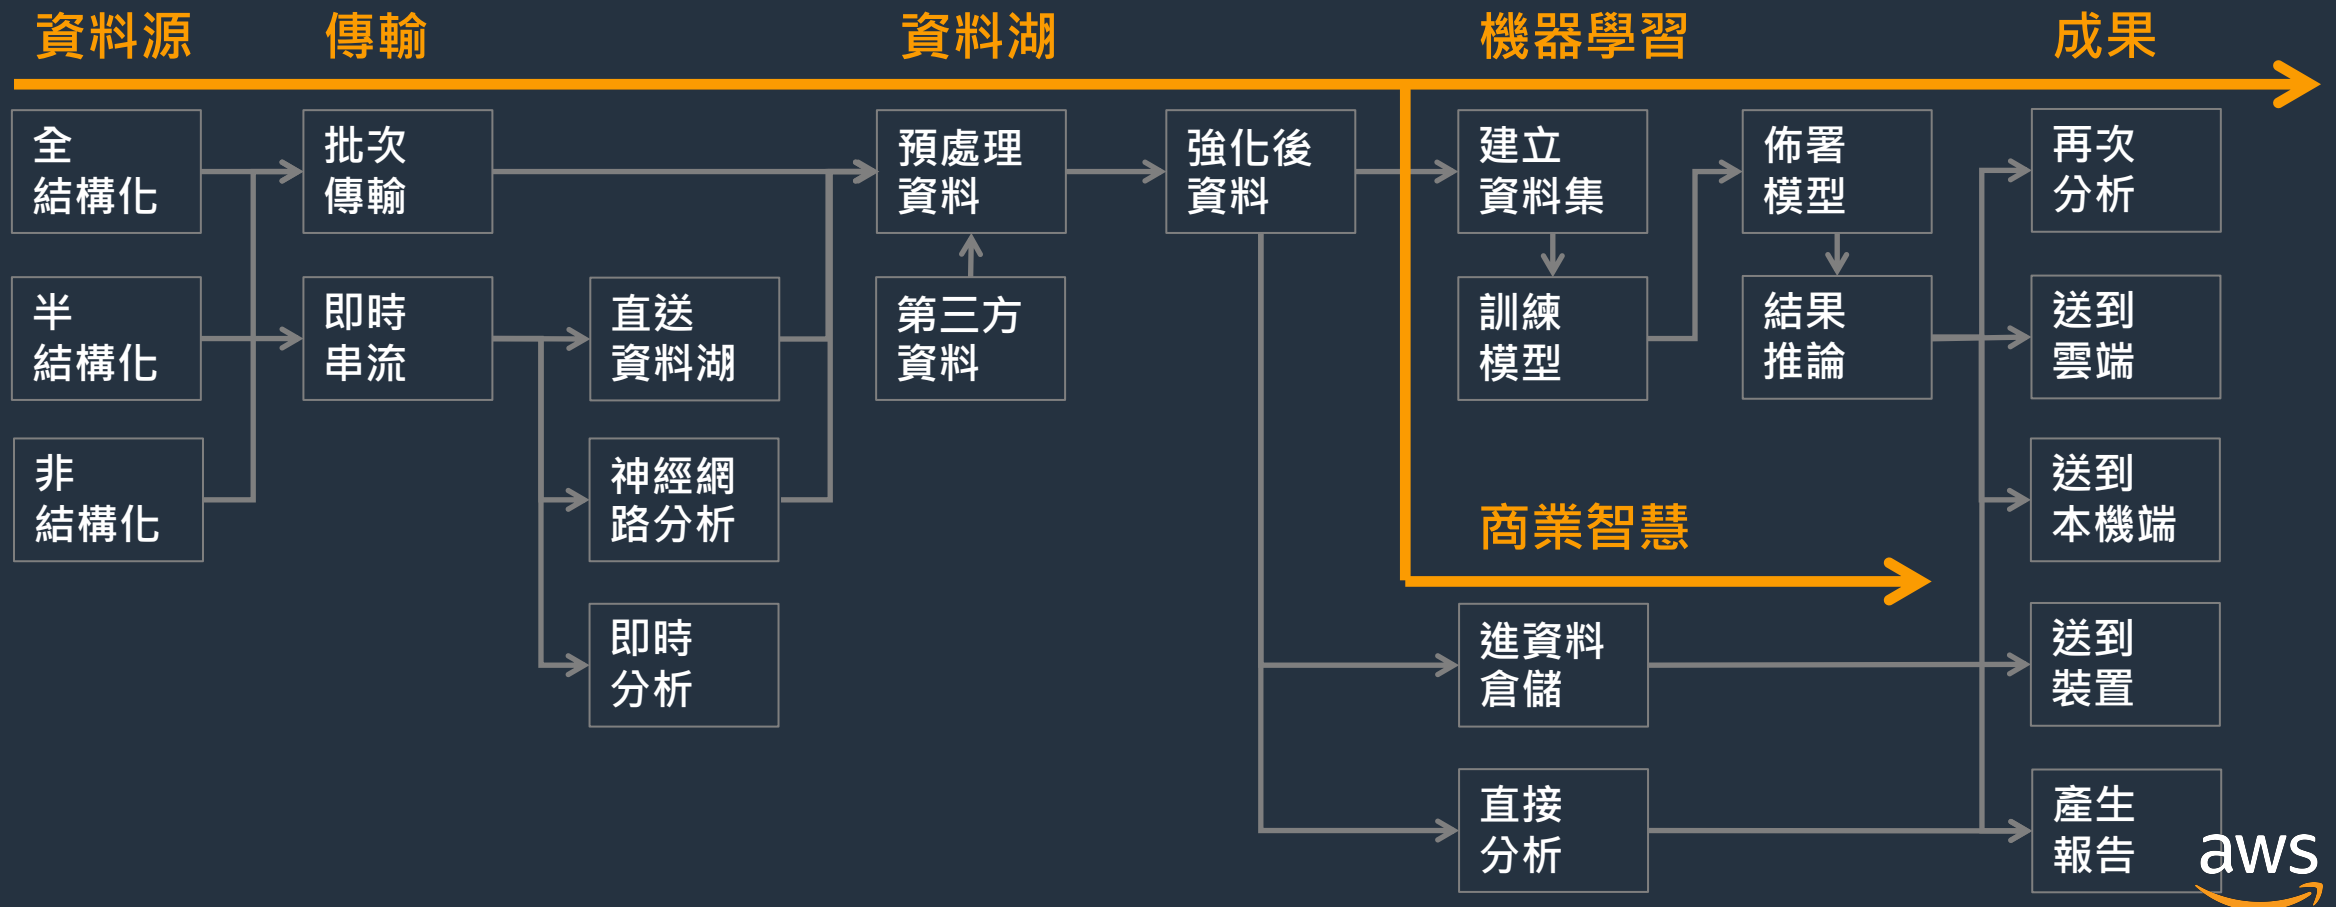 資料源
傳輸
資料湖
機器學習
成果
全
結構化
批次
傳輸
預處理
資料
強化後
資料
建立
資料集
佈署
模型
再次
分析
半
結構化
即時
串流
直送
資料湖
第三方
資料
訓練
模型
結果
推論
送到
雲端
非
結構化
神經網
路分析
商業智慧
送到
本機端
即時
分析
進資料
倉儲
送到
裝置
直接
分析
產生
報告
aws